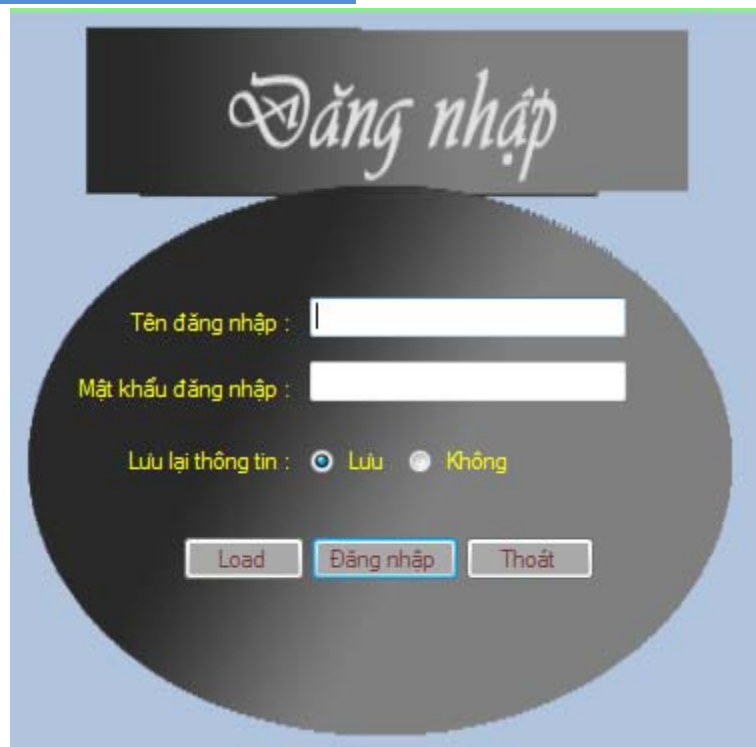 Đăng nhập
Tên đăng nhập :
Mật khẩu đăng nhập :
Lưu lại thông tin : Lưu Không
Load Đăng nhập Thoát